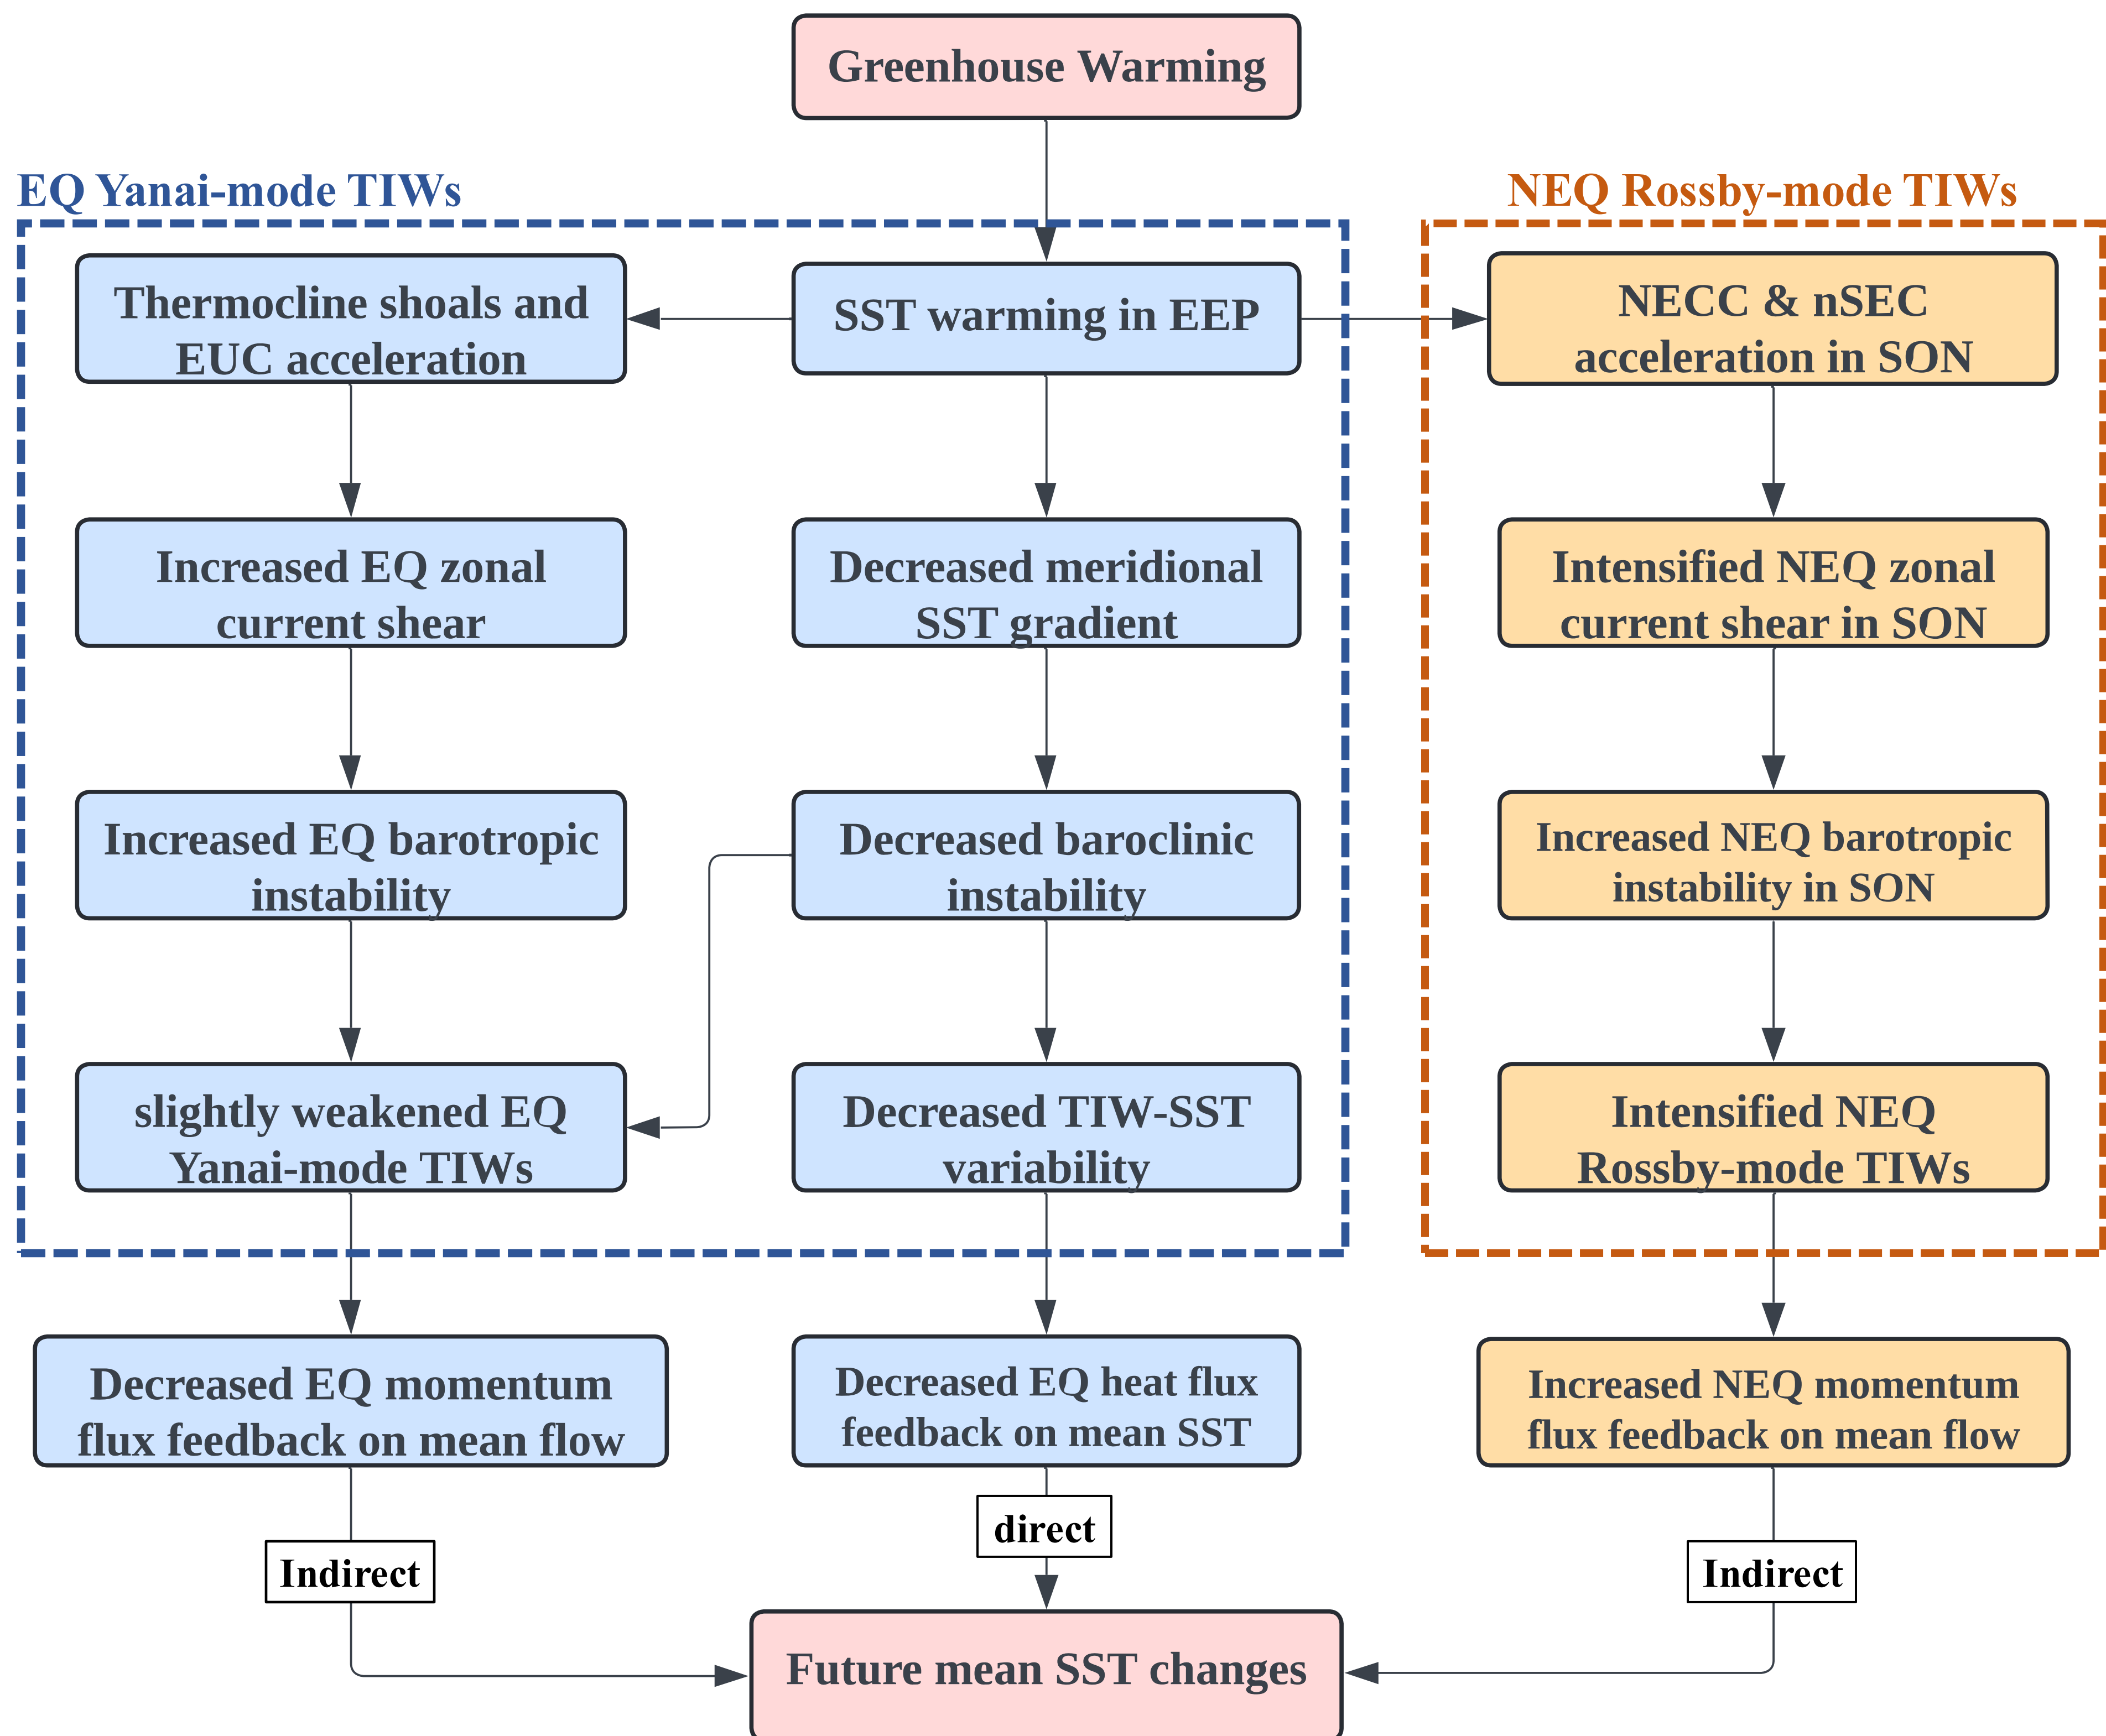 Greenhouse Warming
EQ Yanai-mode TIWs
NEQ Rossby-mode TIWs
Thermocline shoals and
EUC acceleration
SST warming in EEP
NECC & nSEC
acceleration in SON
Increased EQ zonal
current shear
Decreased meridional
SST gradient
Intensified NEQ zonal
current shear in SON
Increased EQ barotropic
instability
Decreased baroclinic
instability
Increased NEQ barotropic
instability in SON
slightly weakened EQ
Yanai-mode TIWs
Decreased TIW-SST
variability
Intensified NEQ
Rossby-mode TIWs
Decreased EQ momentum
flux feedback on mean flow
Decreased EQ heat flux
feedback on mean SST
Increased NEQ momentum
flux feedback on mean flow
Indirect
direct
Indirect
Future mean SST changes